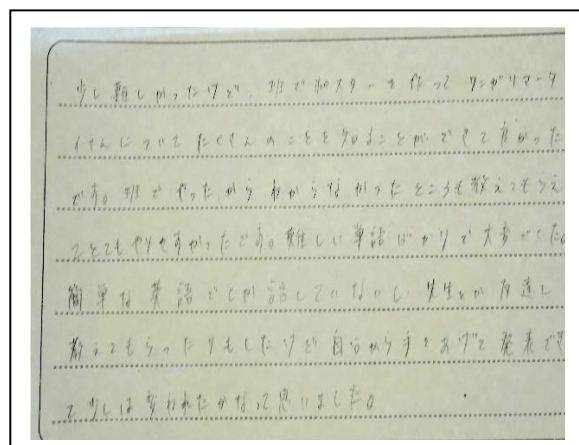 少し難しかったけど、班でポスターを作ってワンガリマータ
イさんについてたくさんのことを知ることができて良かった
です。班でやったからわからなかったところも教えてもらえ
てとてもやりやすかったです。難しい単語ばかりで大変でした。
簡単な英語でしか話していないし、先生とか友達に
教えてもらったりもしたけど自分から手をあげて発表でき
て少しは変われたかなって思いました。